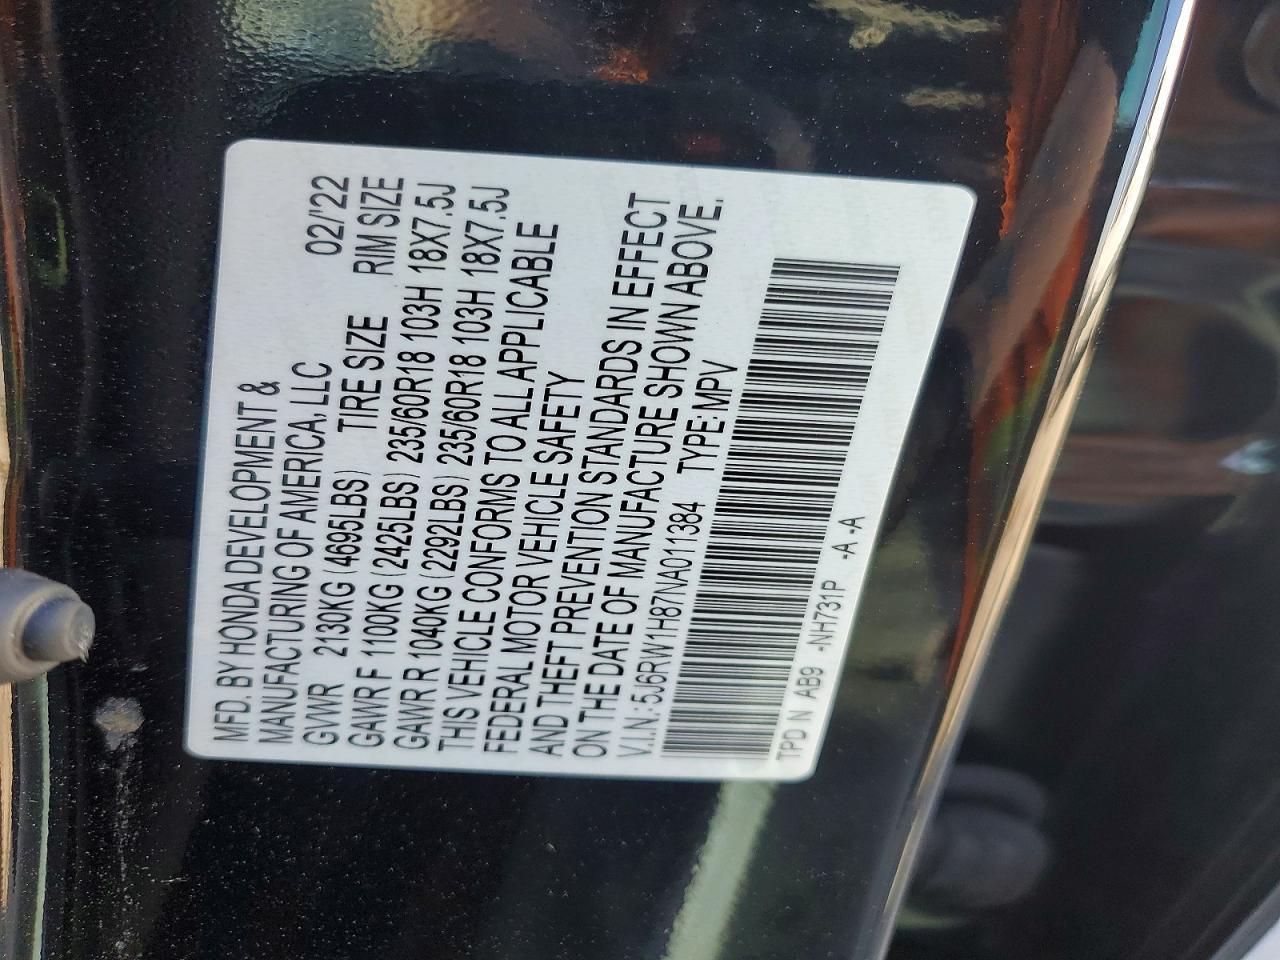 MFD. BY HONDA DEVELOPMENT &
MANUFACTURING OF AMERICA, LLC 02/'22
GVWR 2130KG (4695LBS) TIRE SIZE RIM SIZE
GAWR F 1100KG (2425LBS) 235/60R18 103H 18X7.5J
GAWR R 1040KG (2292LBS) 235/60R18 103H 18X7.5J
THIS VEHICLE CONFORMS TO ALL APPLICABLE
FEDERAL MOTOR VEHICLE SAFETY
AND THEFT PREVENTION STANDARDS IN EFFECT
ON THE DATE OF MANUFACTURE SHOWN ABOVE.
V.I.N.:5J6RW1H87NA011384 TYPE:MPV
TPD N AB9 -NH731P -A -A